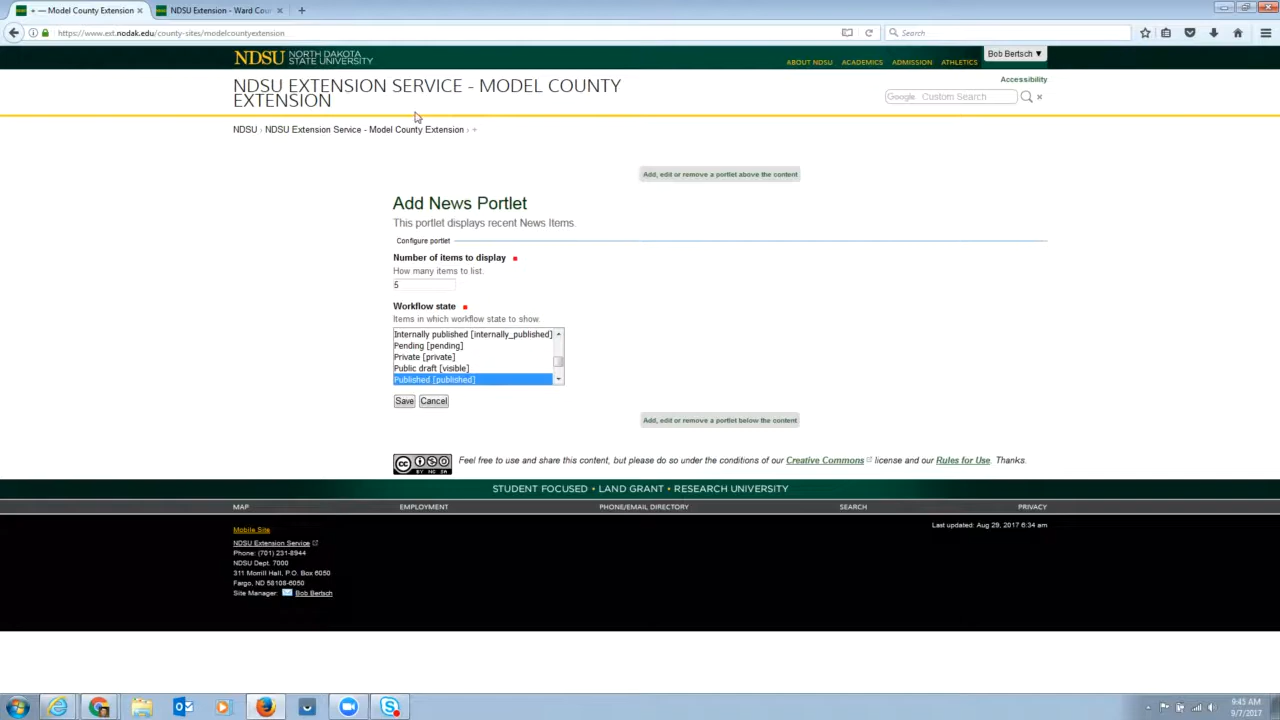 + — Model County Extension ×
NDSU Extension - Ward Cou ×
+
https://www.ext.nodak.edu/county-sites/modelcountyextension
Search
NDSU NORTH DAKOTA
STATE UNIVERSITY
ABOUT NDSU ACADEMICS ADMISSION ATHLETICS
Bob Bertsch ▼
NDSU EXTENSION SERVICE - MODEL COUNTY
EXTENSION
Accessibility
Google Custom Search ×
NDSU › NDSU Extension Service - Model County Extension › +
Add, edit or remove a portlet above the content
Add News Portlet
This portlet displays recent News Items.
Configure portlet
Number of items to display
How many items to list.
5
Workflow state
Items in which workflow state to show.
Internally published [internally_published]
Pending [pending]
Private [private]
Public draft [visible]
Published [published]
Save Cancel
Add, edit or remove a portlet below the content
cc BY NC SA
Feel free to use and share this content, but please do so under the conditions of our Creative Commons license and our Rules for Use. Thanks.
STUDENT FOCUSED • LAND GRANT • RESEARCH UNIVERSITY
MAP EMPLOYMENT PHONE/EMAIL DIRECTORY SEARCH PRIVACY
Mobile Site
Last updated: Aug 29, 2017 6:34 am
NDSU Extension Service
Phone: (701) 231-8944
NDSU Dept. 7000
311 Morrill Hall, P.O. Box 6050
Fargo, ND 58108-6050
Site Manager: Bob Bertsch
9:45 AM
9/7/2017